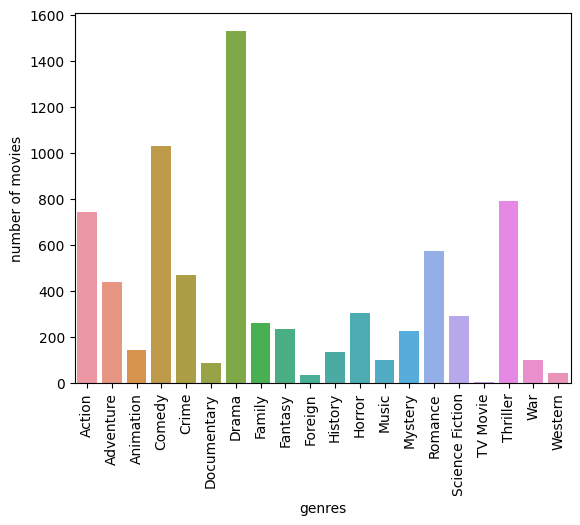 number of movies
1600
1400
1200
1000
800
600
400
200
0
Action
Adventure
Animation
Comedy
Crime
Documentary
Drama
Family
Fantasy
Foreign
History
Horror
Music
Mystery
Romance
Science Fiction
TV Movie
Thriller
War
Western
genres